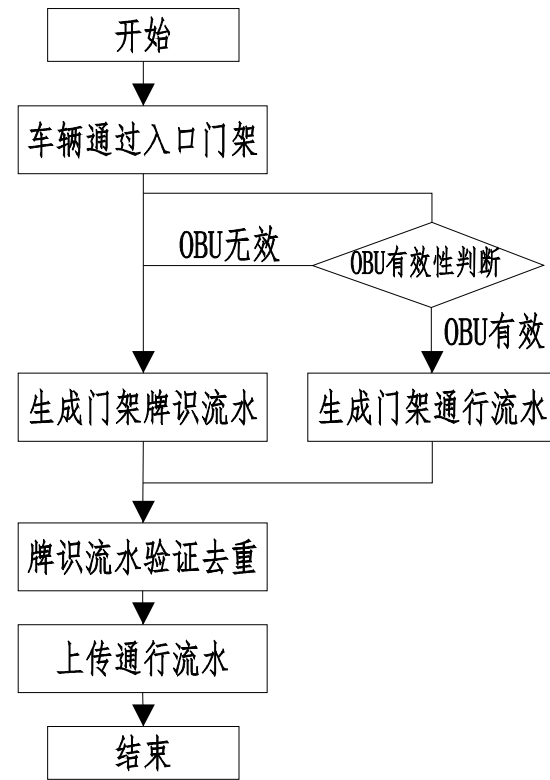 开始
车辆通过入口门架
OBU无效
OBU有效性判断
OBU有效
生成门架牌识流水
生成门架通行流水
牌识流水验证去重
上传通行流水
结束